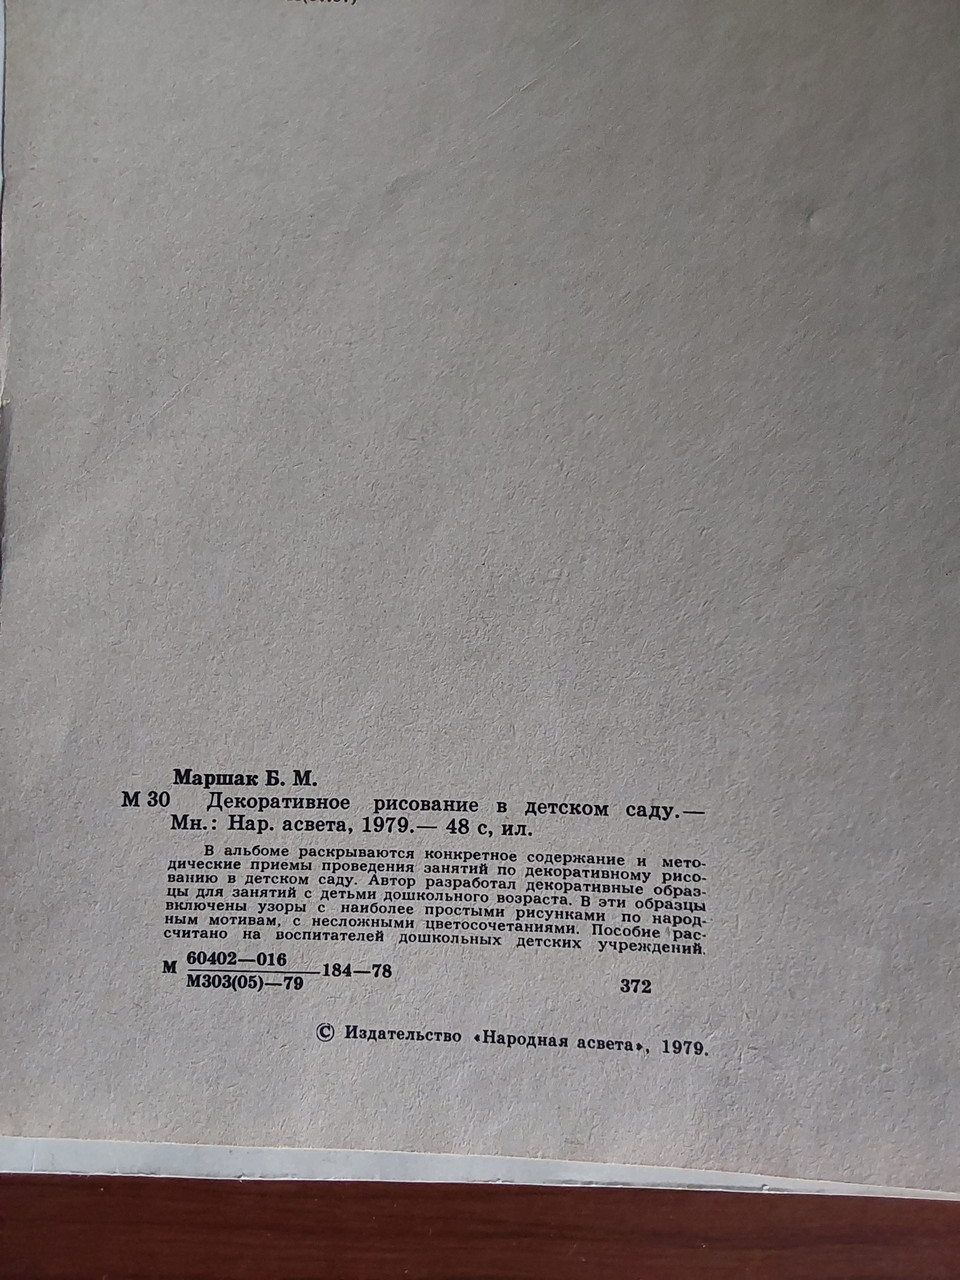 Маршак Б. М.
М 30 Декоративное рисование в детском саду.—
Мн.: Нар. асвета, 1979.— 48 с, ил.
В альбоме раскрываются конкретное содержание и мето-
дические приемы проведения занятий по декоративному рисо-
ванию в детском саду. Автор разработал декоративные образ-
цы для занятий с детьми дошкольного возраста. В эти образцы
включены узоры с наиболее простыми рисунками по народ-
ным мотивам, с несложными цветосочетаниями. Пособие рас-
считано на воспитателей дошкольных детских учреждений.
60402—016
М 184—78
М303(05)—79
372
© Издательство «Народная асвета», 1979.